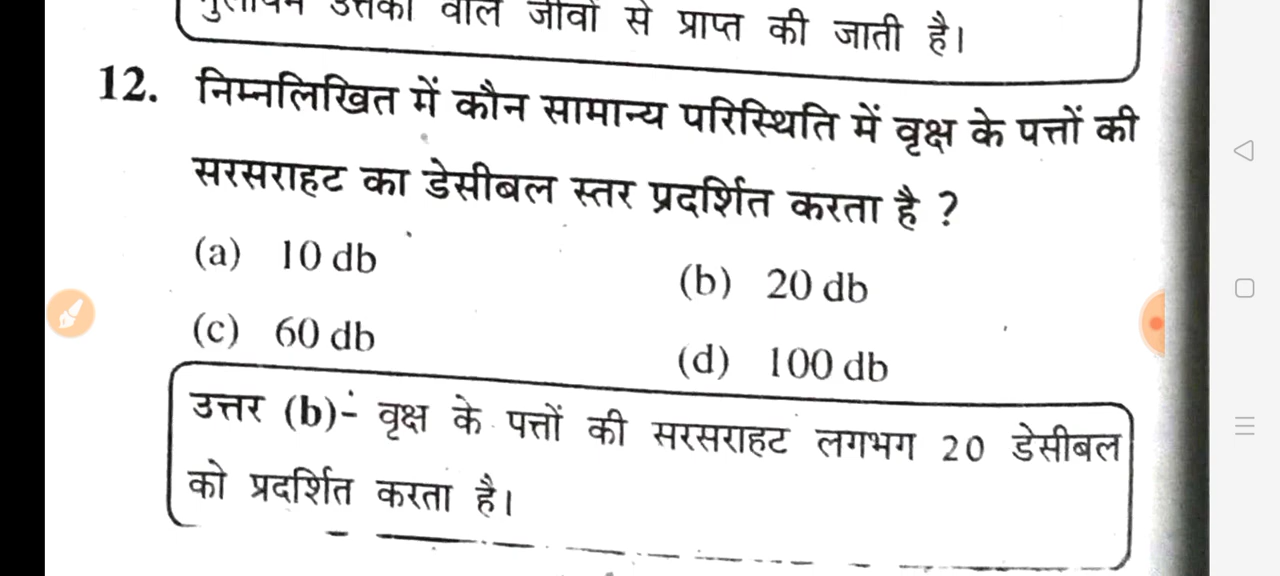 वाले जीवों से प्राप्त की जाती है।
12. निम्नलिखित में कौन सामान्य परिस्थिति में वृक्ष के पत्तों की
सरसराहट का डेसीबल स्तर प्रदर्शित करता है ?
(a) 10 db
(b) 20 db
(c) 60 db
(d) 100 db
उत्तर (b)- वृक्ष के पत्तों की सरसराहट लगभग 20 डेसीबल
को प्रदर्शित करता है।